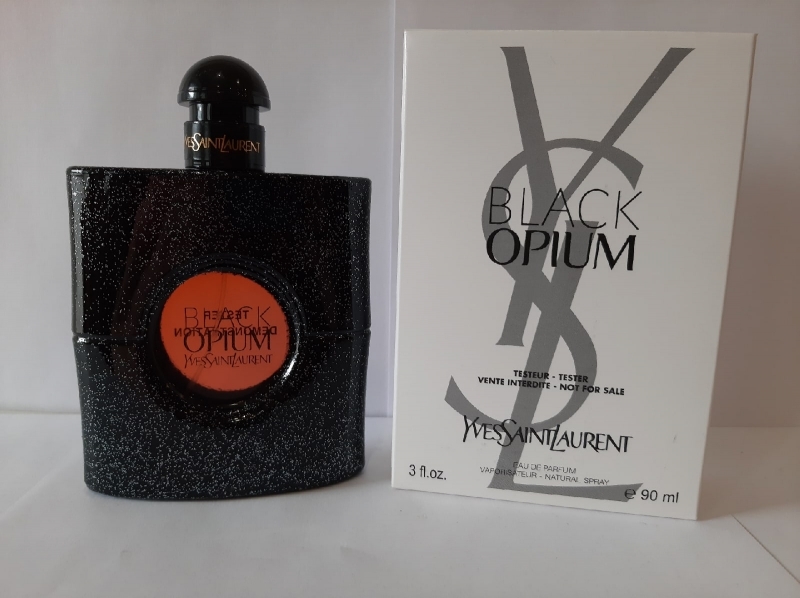 YVESSAINTLAURENT
BLACK
OPIUM
YVESSAINTLAURENT
TESTER
DEMONSTRATION
YSL
BLACK
OPIUM
TESTEUR - TESTER
VENTE INTERDITE - NOT FOR SALE
YVESSAINTLAURENT
EAU DE PARFUM
VAPORISATEUR - NATURAL SPRAY
3 fl.oz.
℮ 90 ml